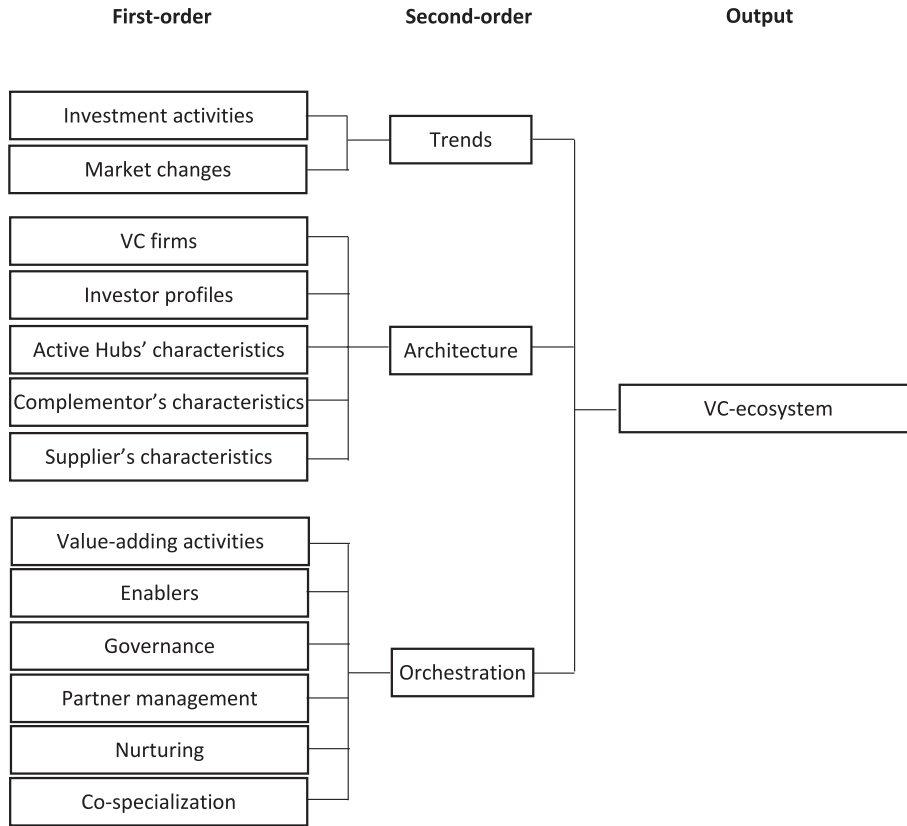 First-order
Second-order
Output
Investment activities
Market changes
Trends
VC firms
Investor profiles
Active Hubs’ characteristics
Complementor’s characteristics
Supplier’s characteristics
Architecture
VC-ecosystem
Value-adding activities
Enablers
Governance
Partner management
Nurturing
Co-specialization
Orchestration